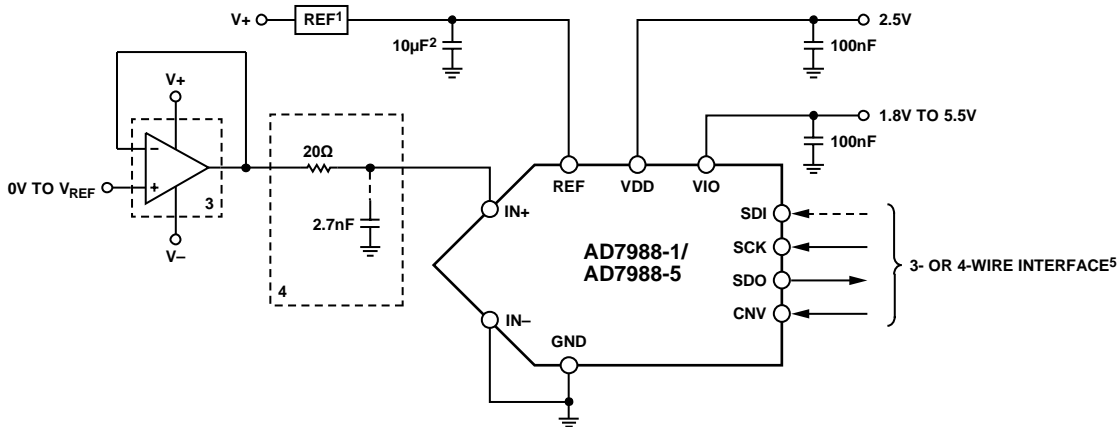 V+ REF¹
10µF²
2.5V
100nF
1.8V TO 5.5V
100nF
V+
−
+
0V TO VREF
3
V−
20Ω
2.7nF
4
REF VDD VIO
IN+
SDI
SCK
SDO
CNV
AD7988-1/
AD7988-5
3- OR 4-WIRE INTERFACE⁵
IN−
GND